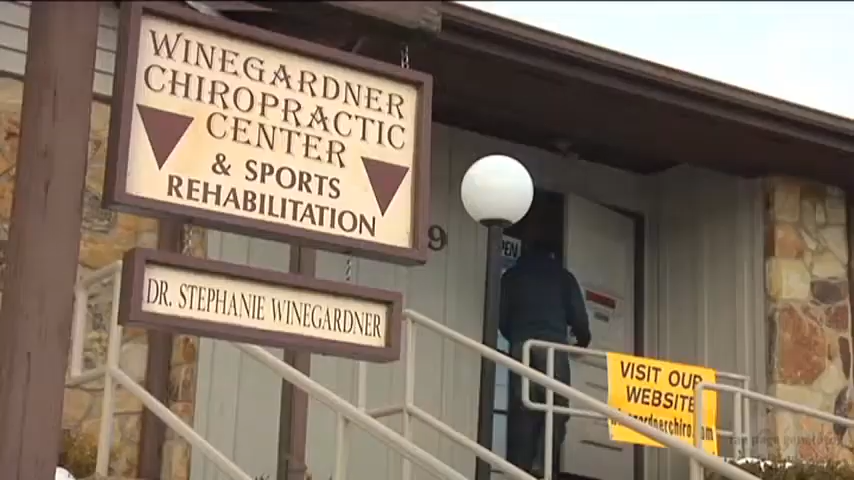 WINEGARDNER
CHIROPRACTIC
CENTER
& SPORTS
REHABILITATION
DR. STEPHANIE WINEGARDNER
9
VISIT OUR
WEBSITE